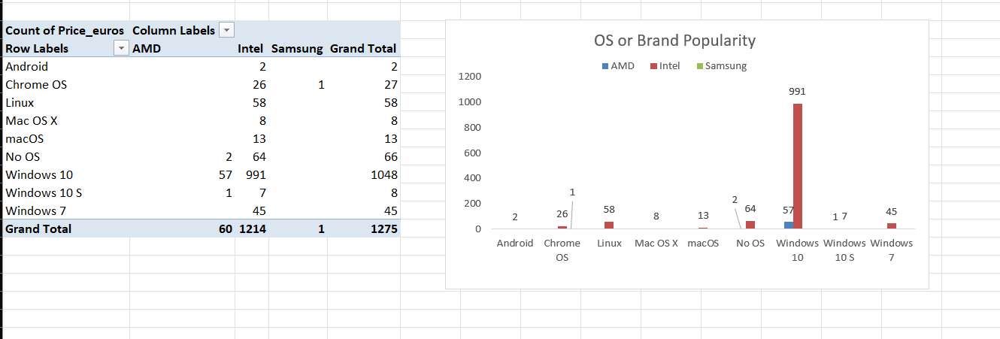 Count of Price_euros Column Labels
Row Labels AMD Intel Samsung Grand Total
Android 2 2
Chrome OS 26 1 27
Linux 58 58
Mac OS X 8 8
macOS 13 13
No OS 2 64 66
Windows 10 57 991 1048
Windows 10 S 1 7 8
Windows 7 45 45
Grand Total 60 1214 1 1275
OS or Brand Popularity
AMD Intel Samsung
1200
1000
800
600
400
200
0
2
26
1
58
8
13
2
64
57
991
1 7
45
Android Chrome Linux Mac OS X macOS No OS Windows Windows Windows
OS 10 10 S 7